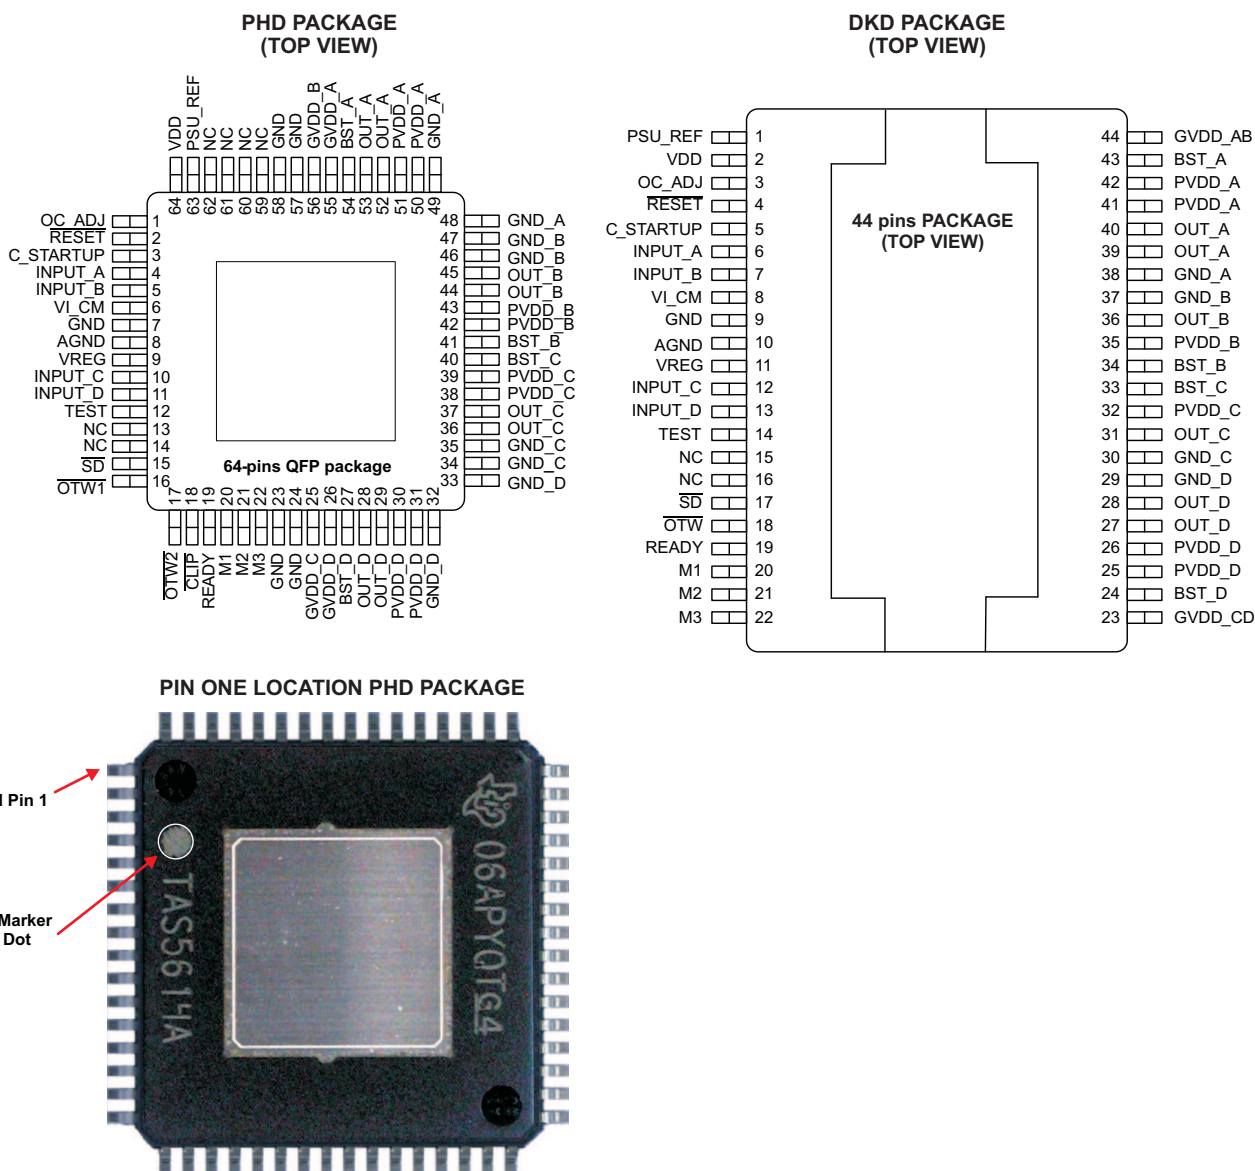 PHD PACKAGE
(TOP VIEW)
VDD
PSU_REF
NC
NC
NC
NC
GND
GND
GVDD_B
GVDD_A
BST_A
OUT_A
OUT_A
PVDD_A
PVDD_A
GND_A
64
63
62
61
60
59
58
57
56
55
54
53
52
51
50
49
OC_ADJ 1
RESET 2
C_STARTUP 3
INPUT_A 4
INPUT_B 5
VI_CM 6
GND 7
AGND 8
VREG 9
INPUT_C 10
INPUT_D 11
TEST 12
NC 13
NC 14
SD 15
OTW1 16
48 GND_A
47 GND_B
46 GND_B
45 OUT_B
44 OUT_B
43 PVDD_B
42 PVDD_B
41 BST_B
40 BST_C
39 PVDD_C
38 PVDD_C
37 OUT_C
36 OUT_C
35 GND_C
34 GND_C
33 GND_D
64-pins QFP package
17
18
19
20
21
22
23
24
25
26
27
28
29
30
31
32
OTW2
CLIP
READY
M1
M2
M3
GND
GND
GVDD_C
GVDD_D
BST_D
OUT_D
OUT_D
PVDD_D
PVDD_D
GND_D
DKD PACKAGE
(TOP VIEW)
PSU_REF 1
VDD 2
OC_ADJ 3
RESET 4
C_STARTUP 5
INPUT_A 6
INPUT_B 7
VI_CM 8
GND 9
AGND 10
VREG 11
INPUT_C 12
INPUT_D 13
TEST 14
NC 15
NC 16
SD 17
OTW 18
READY 19
M1 20
M2 21
M3 22
44 pins PACKAGE
(TOP VIEW)
44 GVDD_AB
43 BST_A
42 PVDD_A
41 PVDD_A
40 OUT_A
39 OUT_A
38 GND_A
37 GND_B
36 OUT_B
35 PVDD_B
34 BST_B
33 BST_C
32 PVDD_C
31 OUT_C
30 GND_C
29 GND_D
28 OUT_D
27 OUT_D
26 PVDD_D
25 PVDD_D
24 BST_D
23 GVDD_CD
PIN ONE LOCATION PHD PACKAGE
Pin 1
Marker
Dot
TAS5614A
06APYQTG4